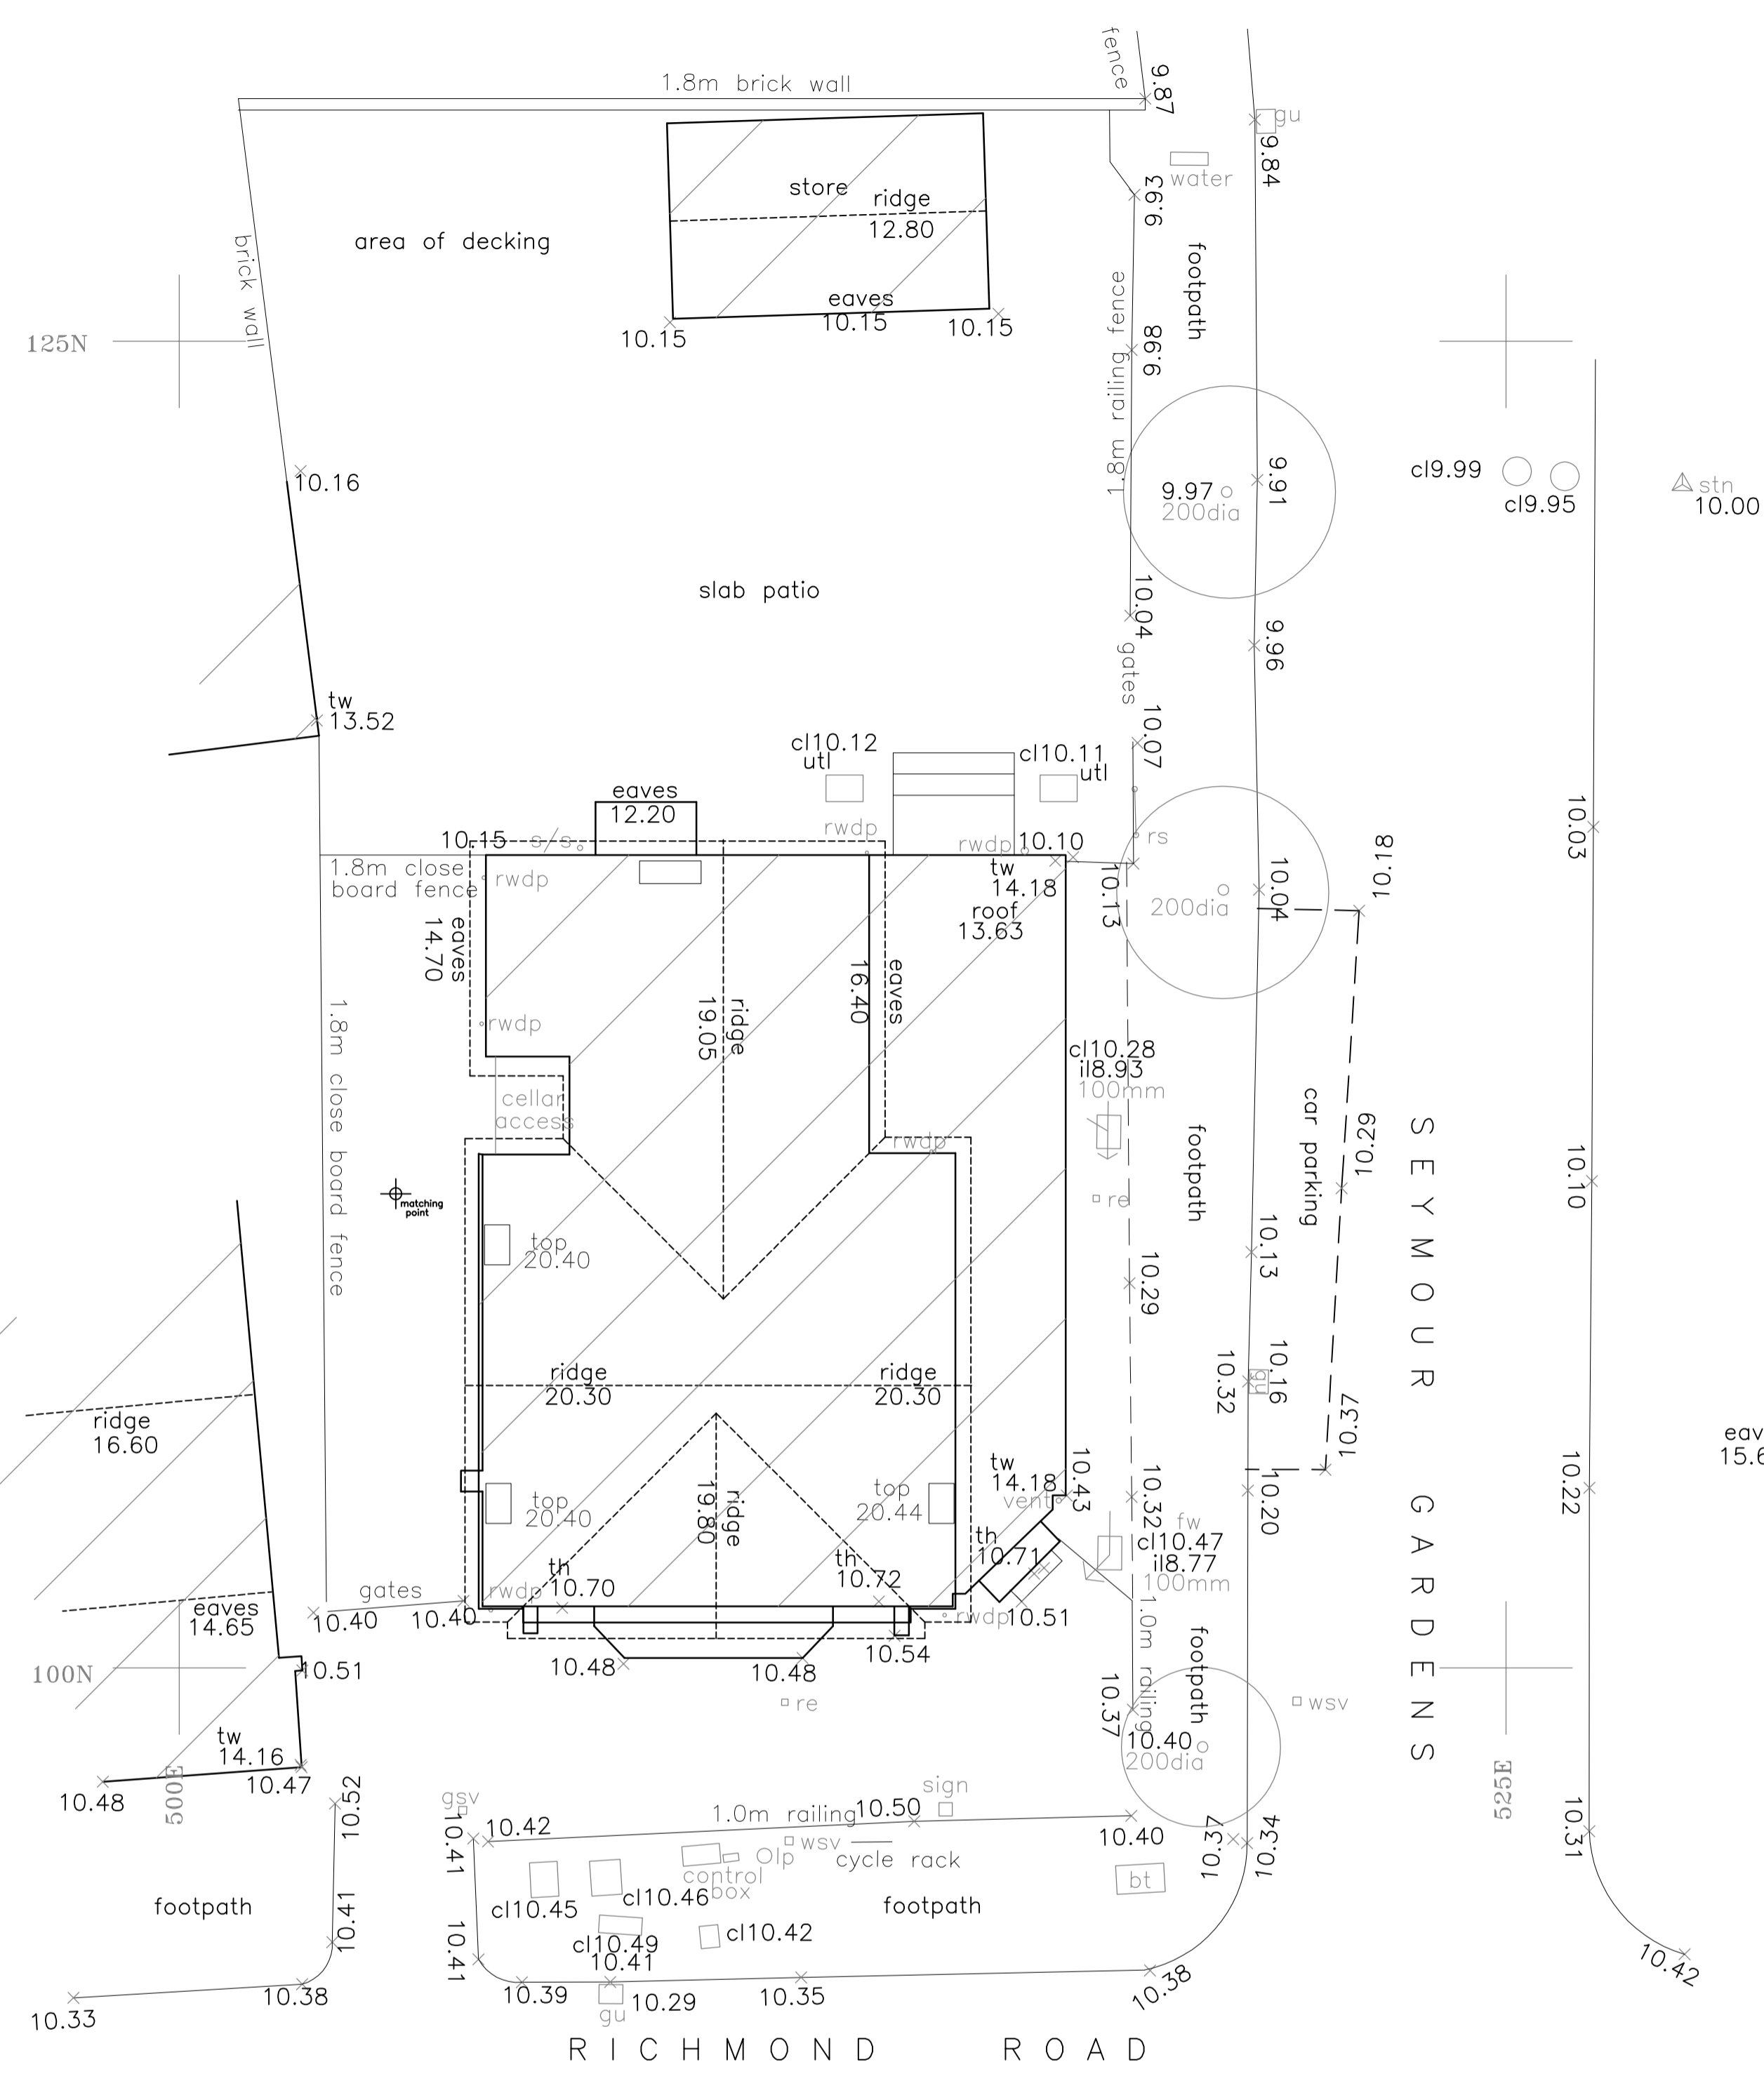 fence
1.8m brick wall
9.87
gu
9.84
water
store
ridge
12.80
9.93
area of decking
brick wall
footpath
eaves
10.15
10.15
10.15
125N
1.8m railing fence
9.98
10.16
9.97
200dia
9.91
cl9.99
cl9.95
stn
10.00
slab patio
10.04
gates
9.96
tw
13.52
10.07
cl10.12
utl
cl10.11
utl
eaves
12.20
10.15
s/s
rwdp
rwdp
10.10
rs
10.03
10.18
1.8m close
board fence
rwdp
tw
14.18
roof
13.63
10.13
200dia
10.04
eaves
14.70
eaves
16.40
ridge
19.05
rwdp
1.8m close board fence
cl10.28
il8.93
100mm
cellar
access
rwdp
car parking
10.29
footpath
SEYMOUR GARDENS
10.10
re
matching
point
top
20.40
10.13
10.29
ridge
20.30
ridge
20.30
10.32
10.16
gu
10.37
ridge
16.60
eav
15.6
tw
14.18
vent
10.43
10.32
10.20
10.22
top
20.40
ridge
19.80
top
20.44
fw
cl10.47
il8.77
100mm
th
10.71
th
10.70
th
10.72
gates
rwdp
10.40
10.40
rwdp
10.51
eaves
14.65
10.54
10.48
10.48
1.0m railing
footpath
100N
10.51
re
10.37
wsv
tw
14.16
10.40
200dia
10.48
10.47
500E
525E
10.52
gsv
10.41
10.42
1.0m railing
10.50
sign
10.40
10.37
10.34
10.31
wsv
cycle rack
Olp
control
box
bt
footpath
10.41
cl10.45
cl10.46
footpath
10.41
cl10.49
10.41
cl10.42
10.42
10.33
10.38
10.39
gu
10.29
10.35
10.38
RICHMOND ROAD